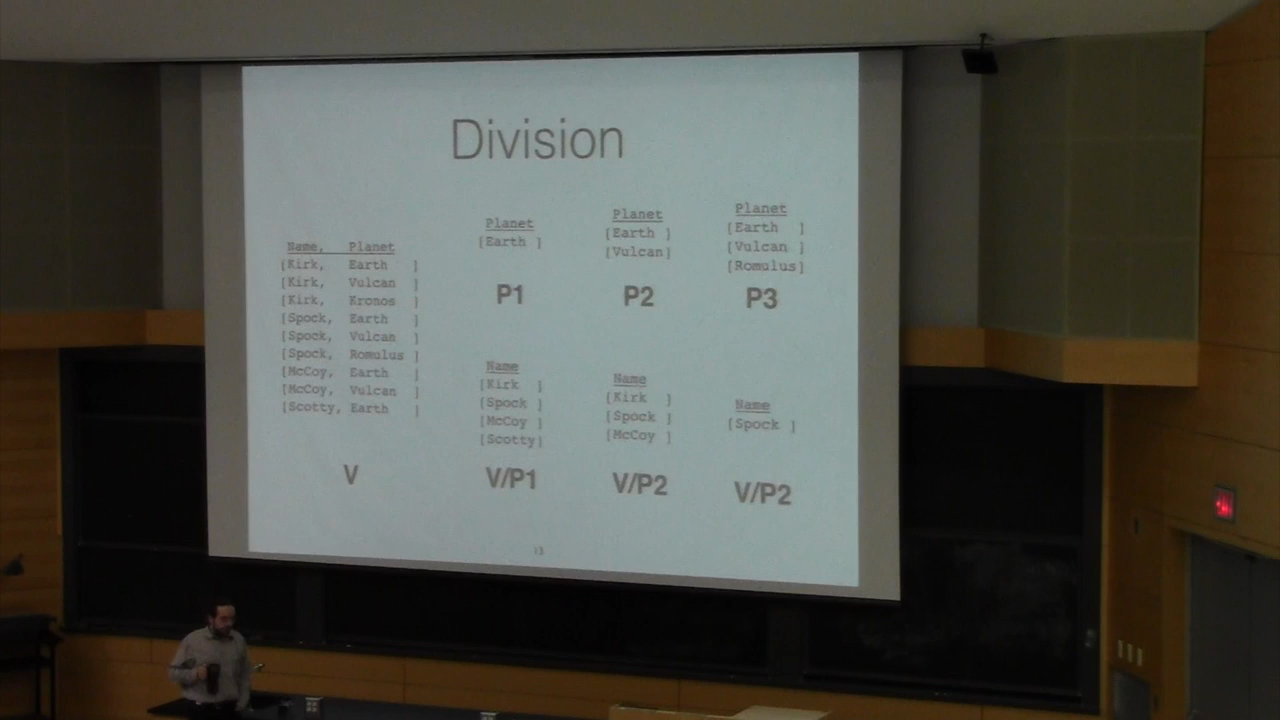 Division
Name, Planet
[Kirk, Earth ]
[Kirk, Vulcan ]
[Kirk, Kronos ]
[Spock, Earth ]
[Spock, Vulcan ]
[Spock, Romulus ]
[McCoy, Earth ]
[McCoy, Vulcan ]
[Scotty, Earth ]
V
Planet
[Earth ]
P1
Planet
[Earth ]
[Vulcan]
P2
Planet
[Earth ]
[Vulcan ]
[Romulus]
P3
Name
[Kirk ]
[Spock ]
[McCoy ]
[Scotty]
V/P1
Name
[Kirk ]
[Spock ]
[McCoy ]
V/P2
Name
[Spock ]
V/P2
13